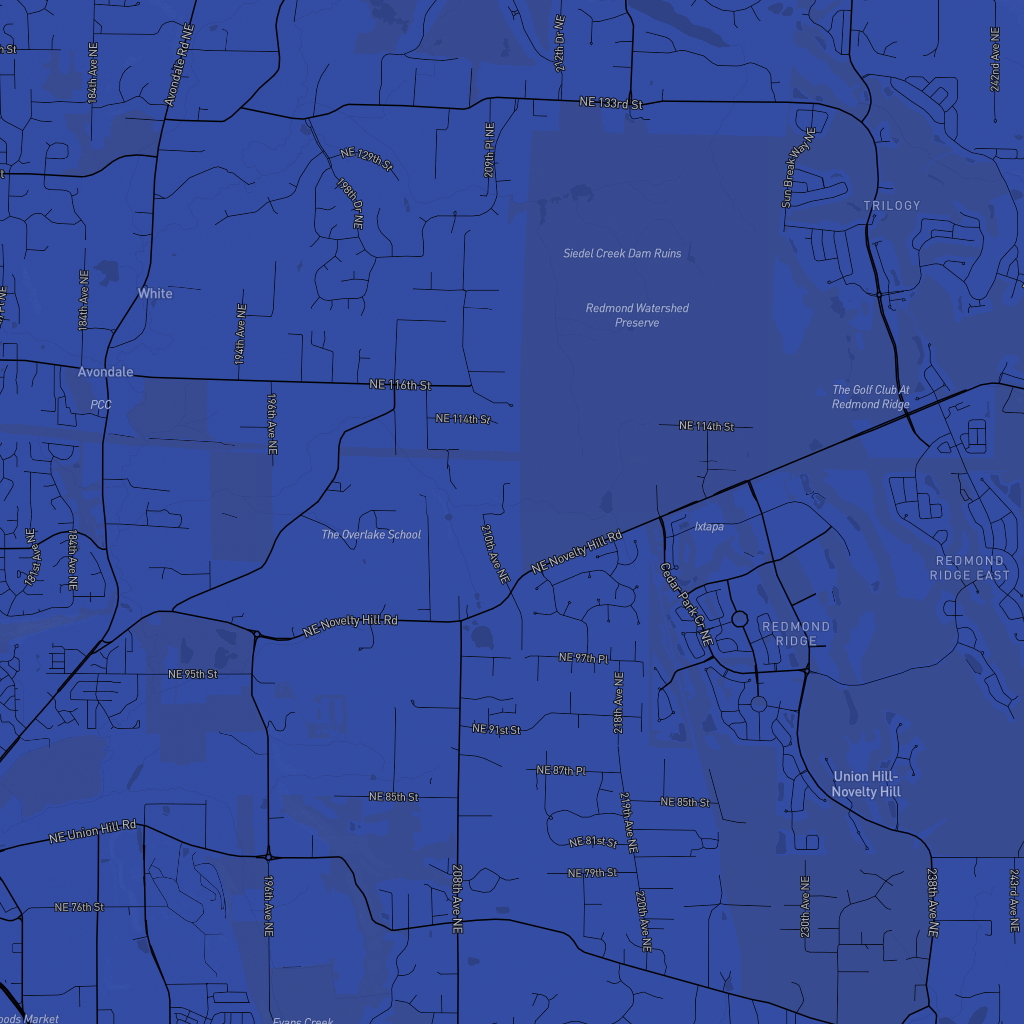 184th Ave NE
Avondale Rd NE
212th Dr NE
242nd Ave NE
NE 133rd St
209th Pl NE
NE 129th St
198th Dr NE
Sun Break Way NE
TRILOGY
Siedel Creek Dam Ruins
184th Ave NE
White
194th Ave NE
Redmond Watershed
Preserve
Avondale
NE 116th St
PCC
196th Ave NE
The Golf Club At
Redmond Ridge
NE 114th St
NE 114th St
Ixtapa
The Overlake School
210th Ave NE
NE Novelty Hill Rd
181st Ave NE
184th Ave NE
REDMOND
RIDGE EAST
Cedar Park Cr NE
NE Novelty Hill Rd
REDMOND
RIDGE
NE 97th Pl
NE 95th St
218th Ave NE
NE 91st St
NE 87th Pl
Union Hill-
Novelty Hill
NE 85th St
NE 85th St
219th Ave NE
NE Union Hill Rd
NE 81st St
NE 79th St
196th Ave NE
208th Ave NE
220th Ave NE
230th Ave NE
238th Ave NE
243rd Ave NE
NE 76th St
Evans Creek